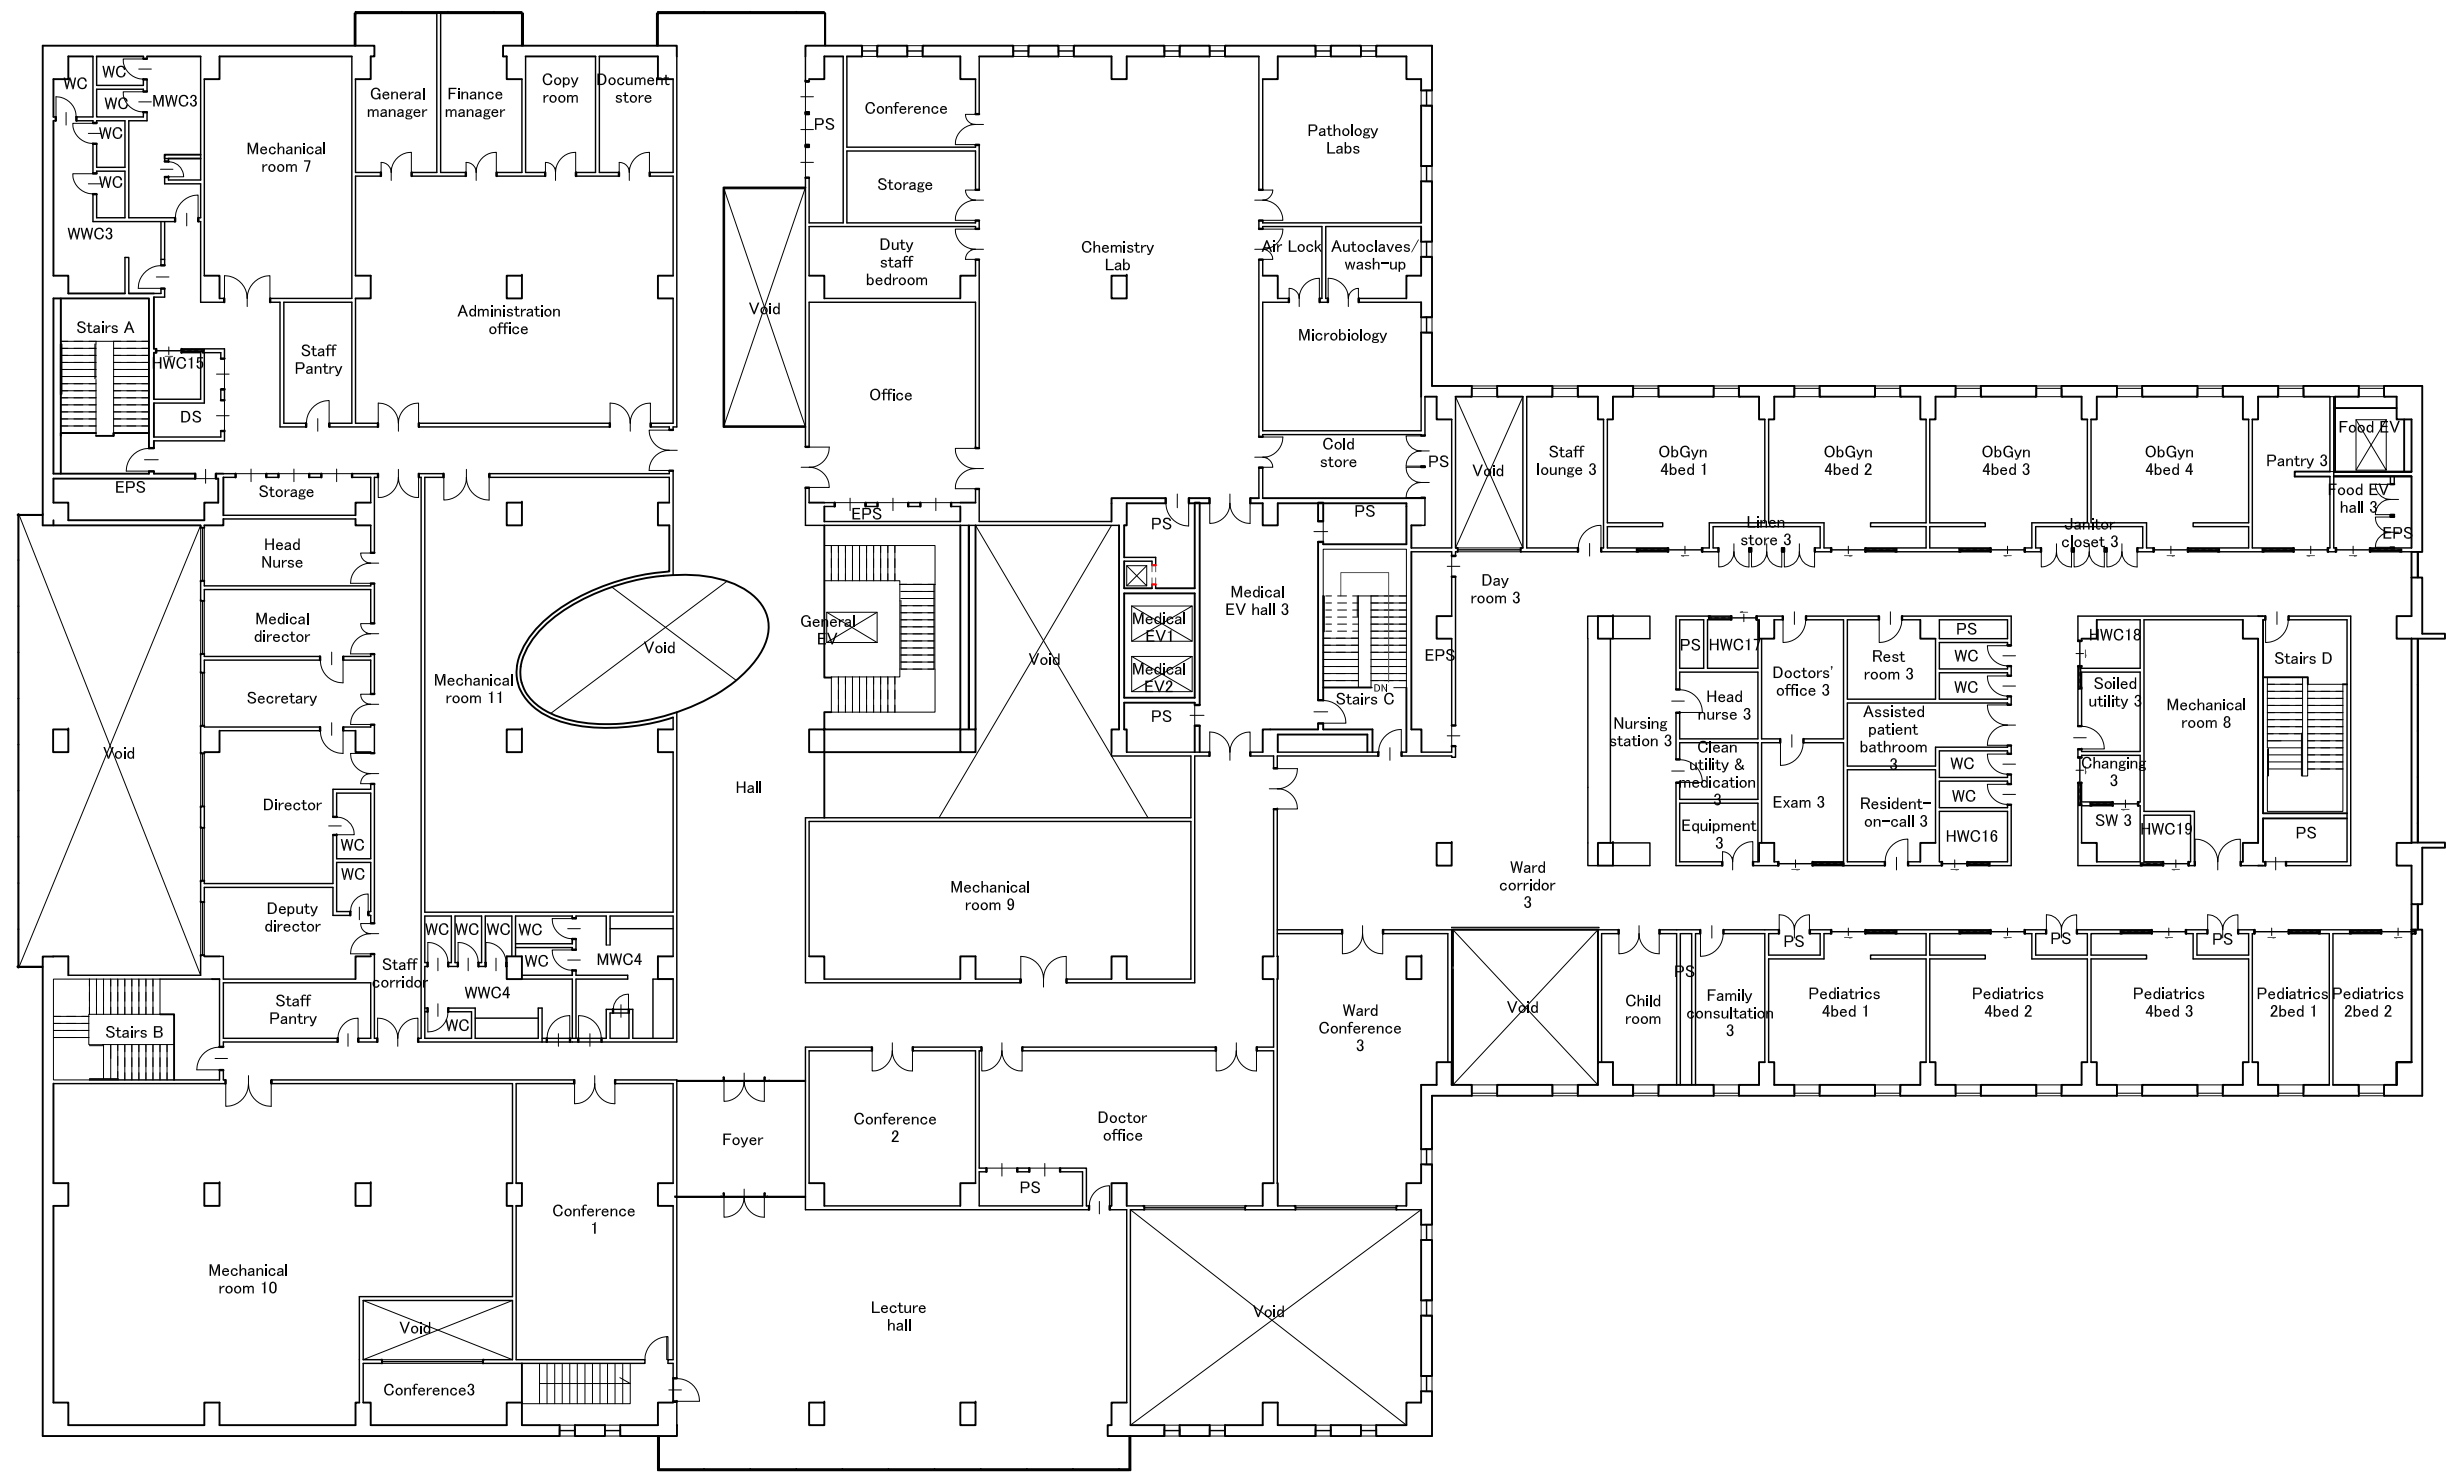 WC
WC
WC
MWC3
WC
WC
WWC3
Mechanical
room 7
General
manager
Finance
manager
Copy
room
Document
store
Administration
office
Stairs A
HWC15
DS
Staff
Pantry
EPS
Storage
Void
PS
Conference
Storage
Duty
staff
bedroom
Office
EPS
Chemistry
Lab
Pathology
Labs
Air Lock
Autoclaves/
wash-up
Microbiology
Cold
store
PS
Void
Staff
lounge 3
ObGyn
4bed 1
ObGyn
4bed 2
ObGyn
4bed 3
ObGyn
4bed 4
Pantry 3
Food EV
Food EV
hall 3
EPS
Linen
store 3
Janitor
closet 3
Head
Nurse
Medical
director
Secretary
Void
Director
WC
WC
Deputy
director
Staff
corridor
Staff
Pantry
Stairs B
Mechanical
room 11
Void
General
EV
Void
Hall
PS
Medical
EV1
Medical
EV2
PS
Medical
EV hall 3
PS
DN
Stairs C
EPS
Day
room 3
Nursing
station 3
PS
HWC17
Head
nurse 3
Clean
utility &
medication
3
Equipment
3
Doctors'
office 3
Exam 3
Rest
room 3
Assisted
patient
bathroom
3
Resident-
on-call 3
PS
WC
WC
WC
WC
HWC16
HWC18
Soiled
utility 3
Changing
3
SW 3
HWC19
Mechanical
room 8
Stairs D
PS
Ward
corridor
3
Mechanical
room 9
WC
WC
WC
WC
WC
MWC4
WWC4
WC
Ward
Conference
3
Void
Child
room
PS
Family
consultation
3
PS
Pediatrics
4bed 1
Pediatrics
4bed 2
PS
Pediatrics
4bed 3
PS
Pediatrics
2bed 1
Pediatrics
2bed 2
Foyer
Conference
2
Doctor
office
PS
Conference
1
Mechanical
room 10
Void
Conference3
Lecture
hall
Void